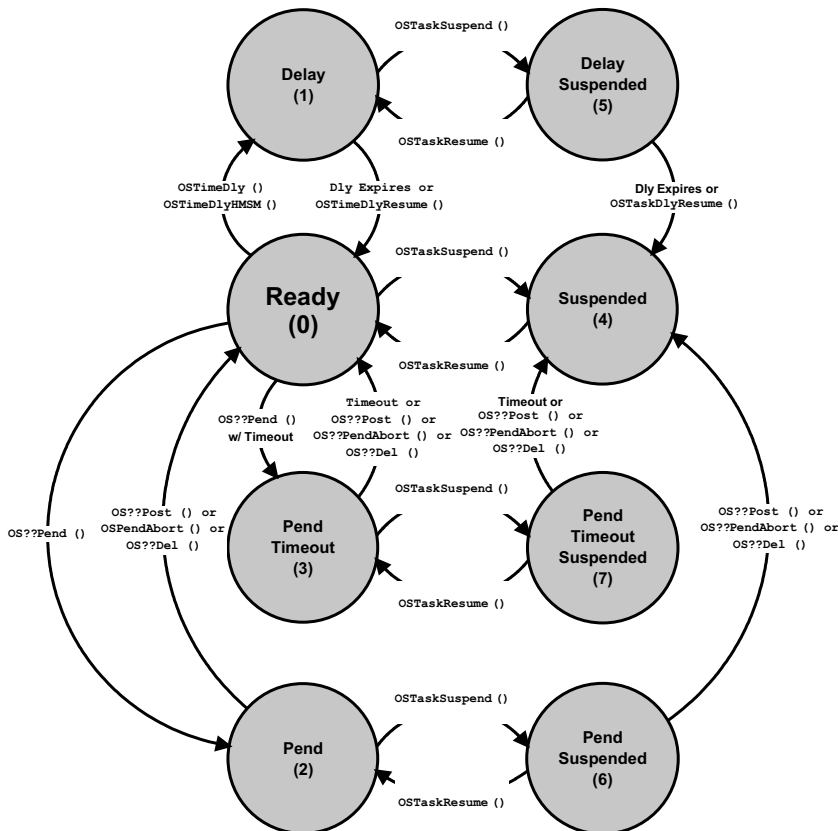 OSTaskSuspend ()
Delay
(1)
Delay
Suspended
(5)
OSTaskResume ()
OSTimeDly ()
OSTimeDlyHMSM ()
Dly Expires or
OSTimeDlyResume ()
Dly Expires or
OSTaskDlyResume ()
OSTaskSuspend ()
Ready
(0)
Suspended
(4)
OSTaskResume ()
OS??Pend ()
w/ Timeout
Timeout or
OS??Post () or
OS??PendAbort () or
OS??Del ()
Timeout or
OS??Post () or
OS??PendAbort () or
OS??Del ()
OSTaskSuspend ()
OS??Pend ()
OS??Post () or
OSPendAbort () or
OS??Del ()
Pend
Timeout
(3)
Pend
Timeout
Suspended
(7)
OS??Post () or
OS??PendAbort () or
OS??Del ()
OSTaskResume ()
OSTaskSuspend ()
Pend
(2)
Pend
Suspended
(6)
OSTaskResume ()